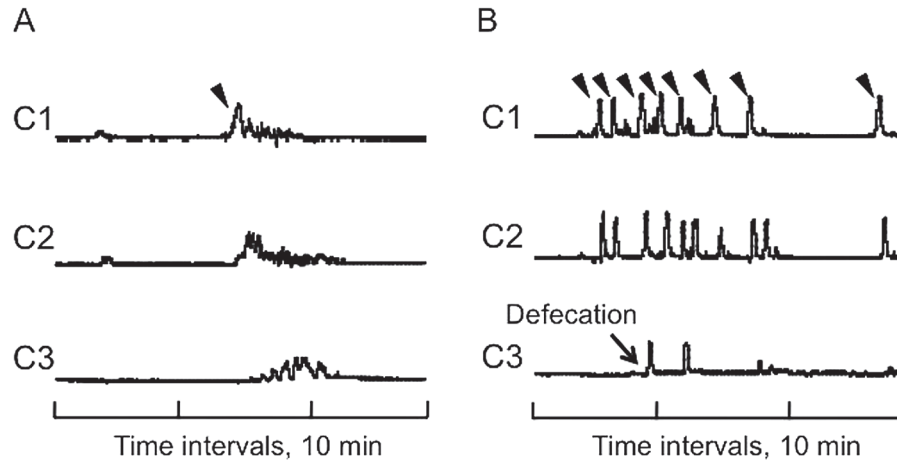 A
C1
C2
C3
Time intervals, 10 min
B
C1
C2
Defecation
C3
Time intervals, 10 min